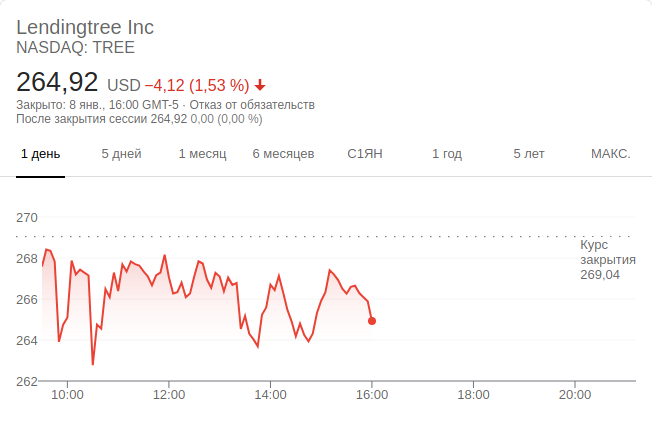 Lendingtree Inc
NASDAQ: TREE
264,92 USD −4,12 (1,53 %)
Закрыто: 8 янв., 16:00 GMT-5 · Отказ от обязательств
После закрытия сессии 264,92 0,00 (0,00 %)
1 день 5 дней 1 месяц 6 месяцев С1ЯН 1 год 5 лет МАКС.
270
Курс
закрытия
269,04
268
266
264
262
10:00 12:00 14:00 16:00 18:00 20:00